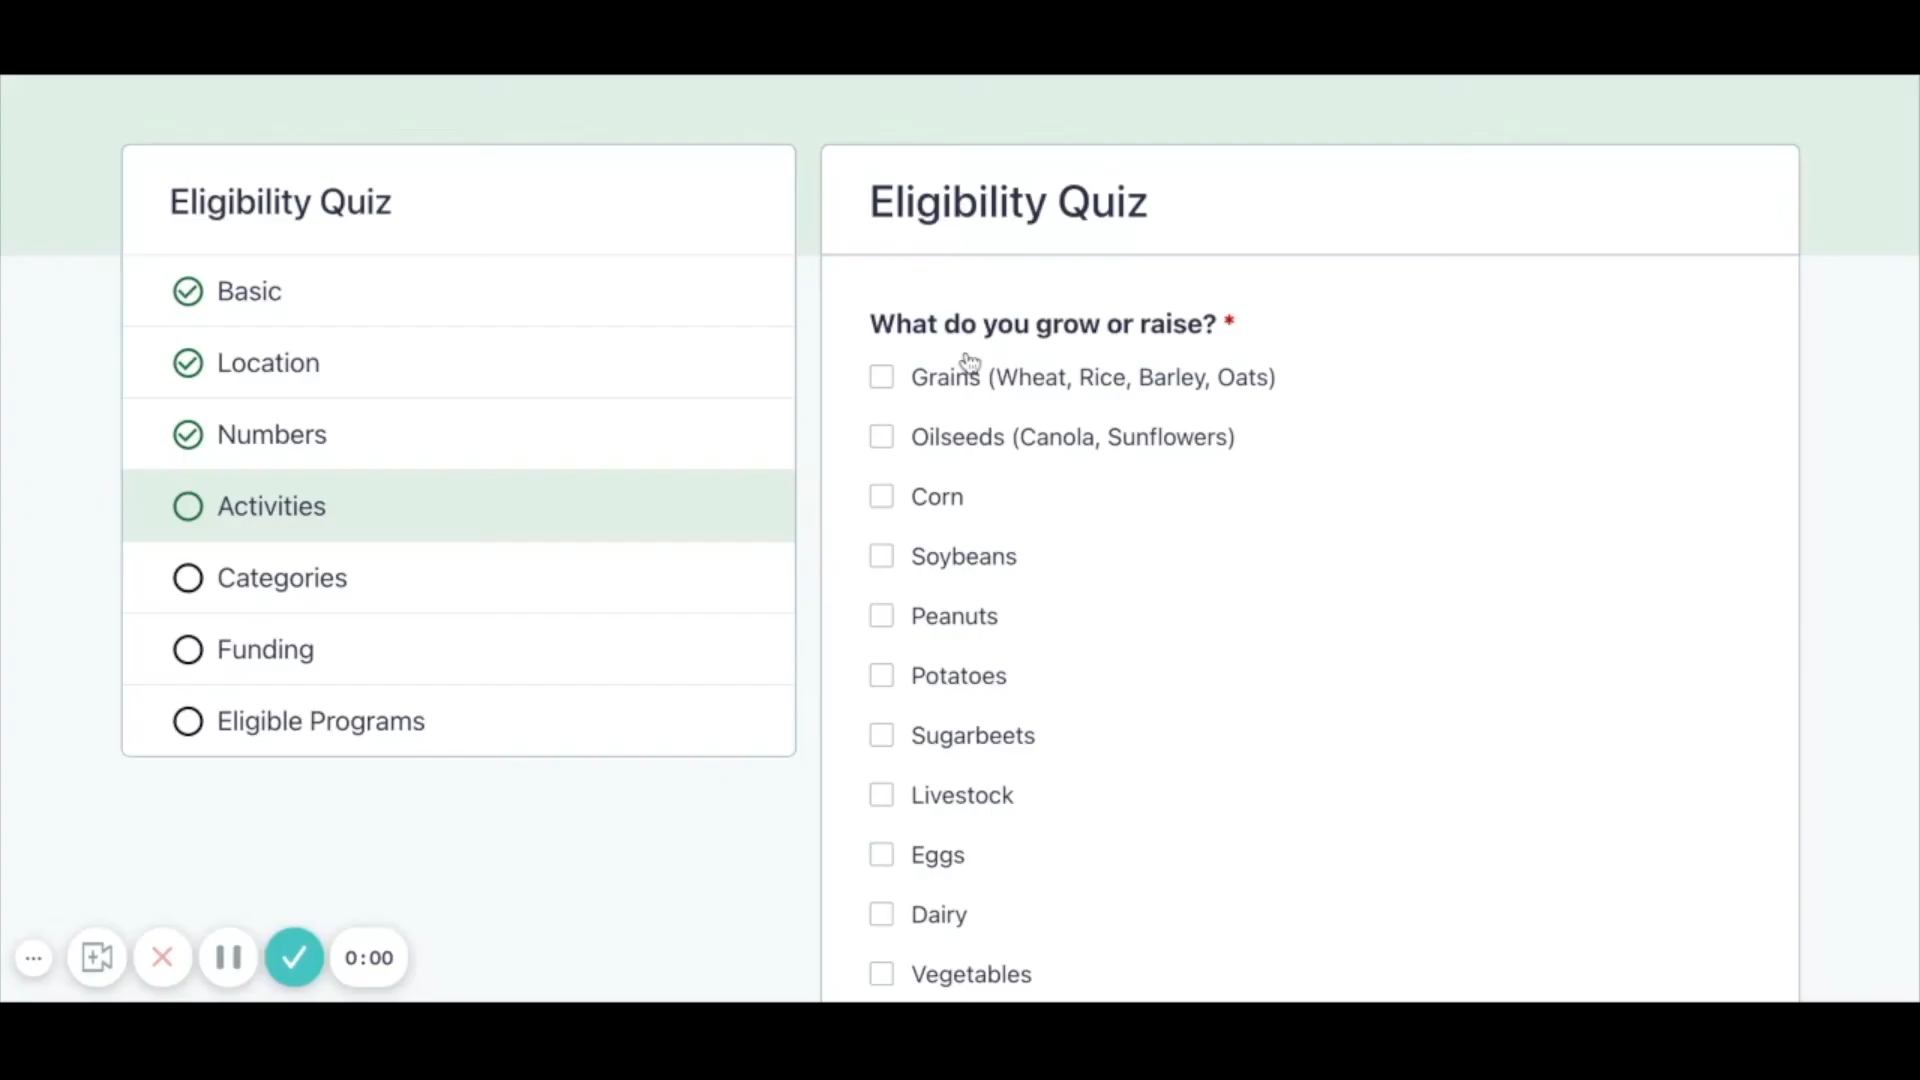 Eligibility Quiz
Basic
Location
Numbers
Activities
Categories
Funding
Eligible Programs
Eligibility Quiz
What do you grow or raise? *
Grains (Wheat, Rice, Barley, Oats)
Oilseeds (Canola, Sunflowers)
Corn
Soybeans
Peanuts
Potatoes
Sugarbeets
Livestock
Eggs
Dairy
Vegetables
0:00